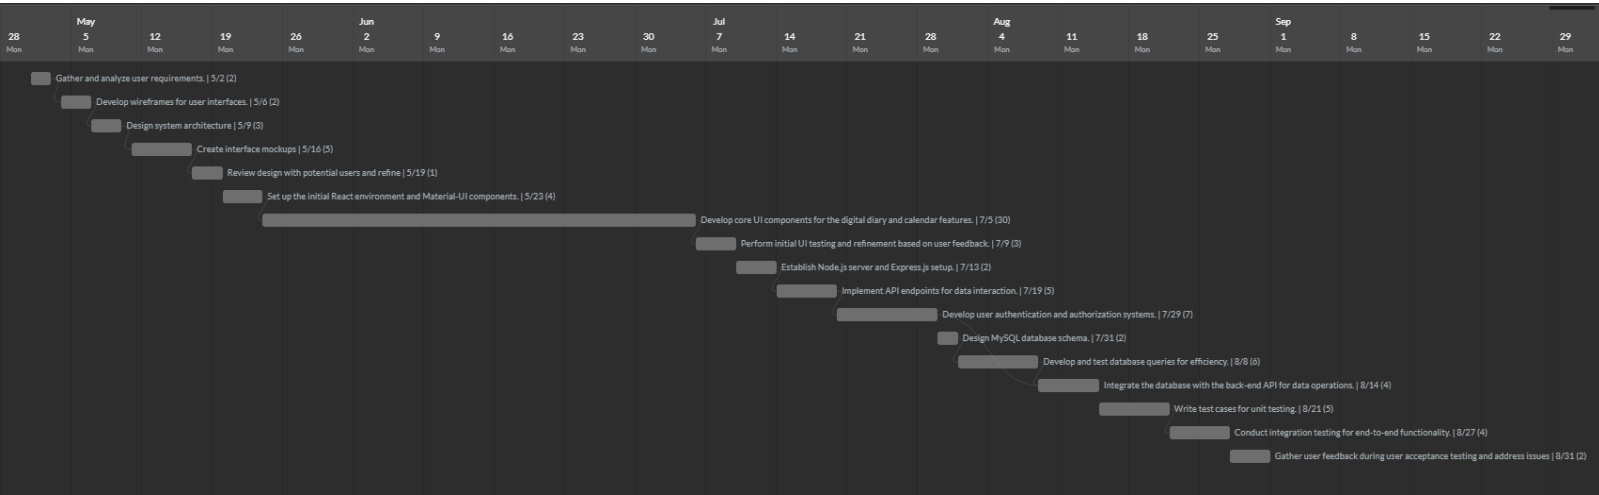 May Jun Jul Aug Sep
28 5 12 19 26 2 9 16 23 30 7 14 21 28 4 11 18 25 1 8 15 22 29
Mon Mon Mon Mon Mon Mon Mon Mon Mon Mon Mon Mon Mon Mon Mon Mon Mon Mon Mon Mon Mon Mon Mon
Gather and analyze user requirements. | 5/2 (2)
Develop wireframes for user interfaces. | 5/6 (2)
Design system architecture | 5/9 (3)
Create interface mockups | 5/16 (5)
Review design with potential users and refine | 5/19 (1)
Set up the initial React environment and Material-UI components. | 5/23 (4)
Develop core UI components for the digital diary and calendar features. | 7/5 (30)
Perform initial UI testing and refinement based on user feedback. | 7/9 (3)
Establish Node.js server and Express.js setup. | 7/13 (2)
Implement API endpoints for data interaction. | 7/19 (5)
Develop user authentication and authorization systems. | 7/29 (7)
Design MySQL database schema. | 7/31 (2)
Develop and test database queries for efficiency. | 8/8 (6)
Integrate the database with the back-end API for data operations. | 8/14 (4)
Write test cases for unit testing. | 8/21 (5)
Conduct integration testing for end-to-end functionality. | 8/27 (4)
Gather user feedback during user acceptance testing and address issues | 8/31 (2)